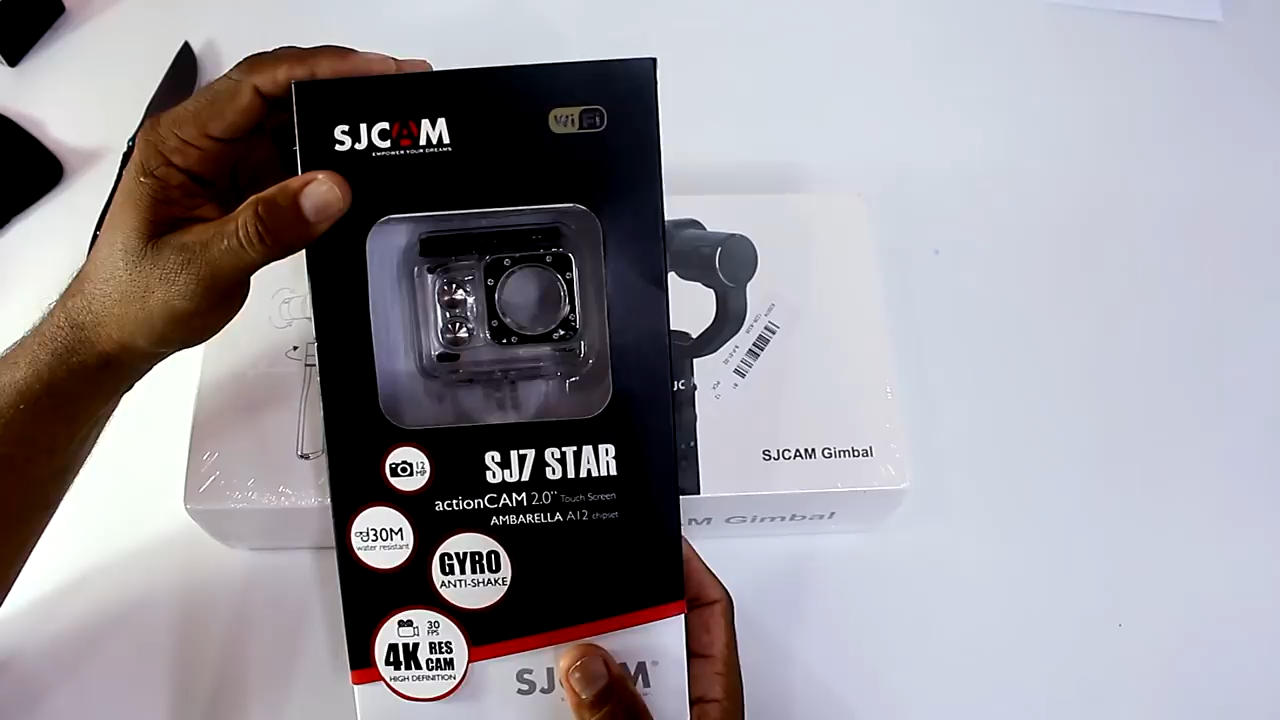 SJCAM
EMPOWER YOUR DREAMS
WiFi
SJ7 STAR
actionCAM 2.0" Touch Screen
AMBARELLA A12 chipset
12
MP
30M
water resistant
GYRO
ANTI-SHAKE
30
FPS
4K RES
CAM
HIGH DEFINITION
SJCAM Gimbal
M Gimbal
SJ
M®